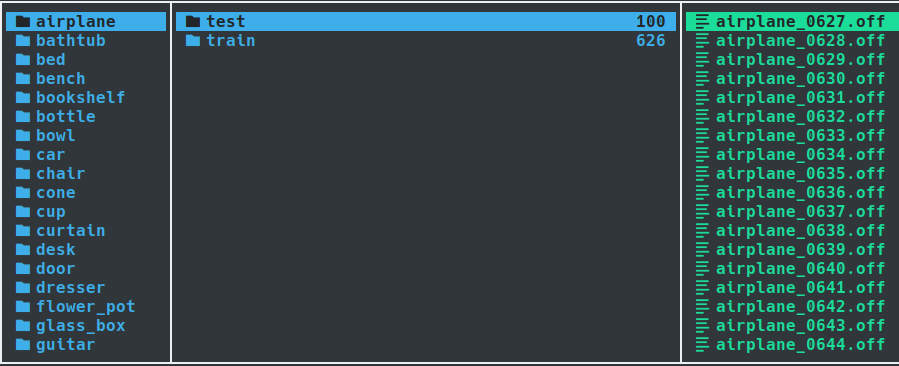 airplane
bathtub
bed
bench
bookshelf
bottle
bowl
car
chair
cone
cup
curtain
desk
door
dresser
flower_pot
glass_box
guitar
test 100
train 626
airplane_0627.off
airplane_0628.off
airplane_0629.off
airplane_0630.off
airplane_0631.off
airplane_0632.off
airplane_0633.off
airplane_0634.off
airplane_0635.off
airplane_0636.off
airplane_0637.off
airplane_0638.off
airplane_0639.off
airplane_0640.off
airplane_0641.off
airplane_0642.off
airplane_0643.off
airplane_0644.off